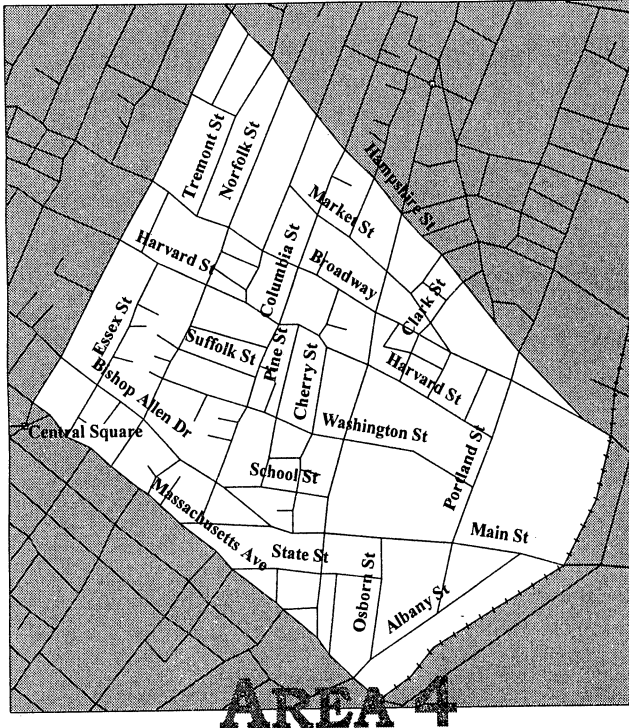 Tremont St
Norfolk St
Hampshire St
Market St
Harvard St
Columbia St
Broadway
Clark St
Essex St
Suffolk St
Pine St
Cherry St
Harvard St
Bishop Allen Dr
Central Square
Washington St
Portland St
School St
Massachusetts Ave
Main St
State St
Osborn St
Albany St
AREA 4